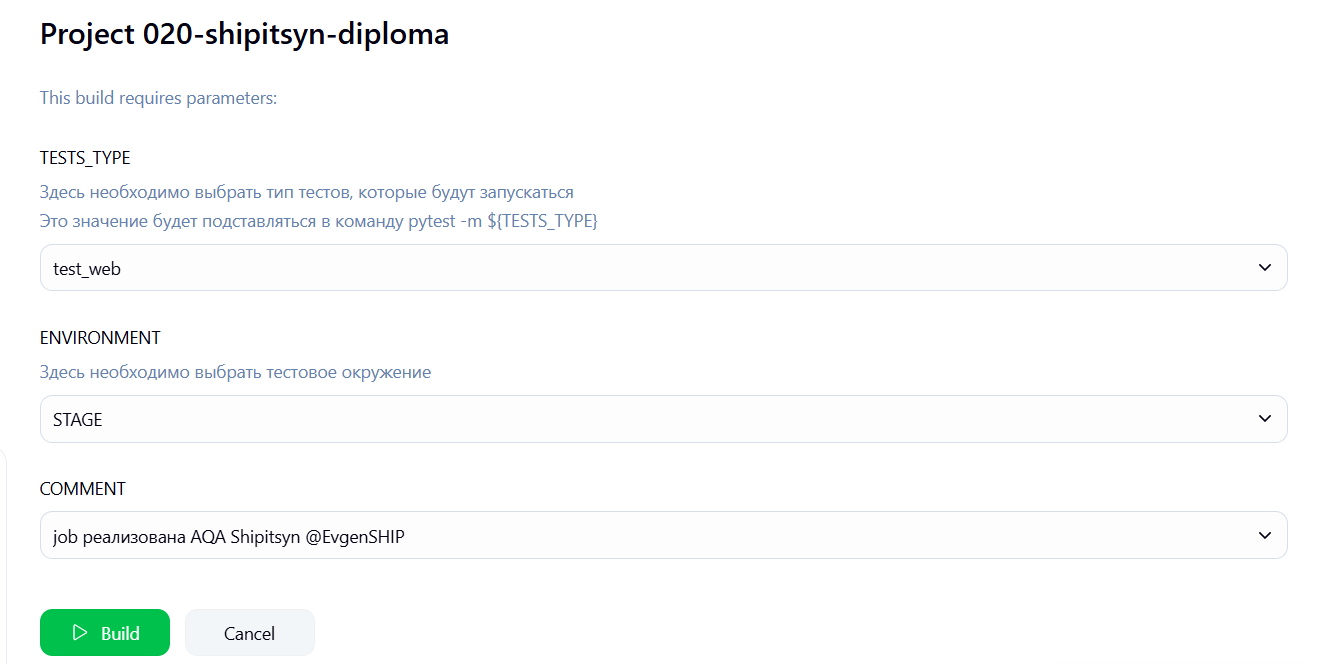 Project 020-shipitsyn-diploma
This build requires parameters:
TESTS_TYPE
Здесь необходимо выбрать тип тестов, которые будут запускаться
Это значение будет подставляться в команду pytest -m ${TESTS_TYPE}
test_web
ENVIRONMENT
Здесь необходимо выбрать тестовое окружение
STAGE
COMMENT
job реализована AQA Shipitsyn @EvgenSHIP
Build Cancel